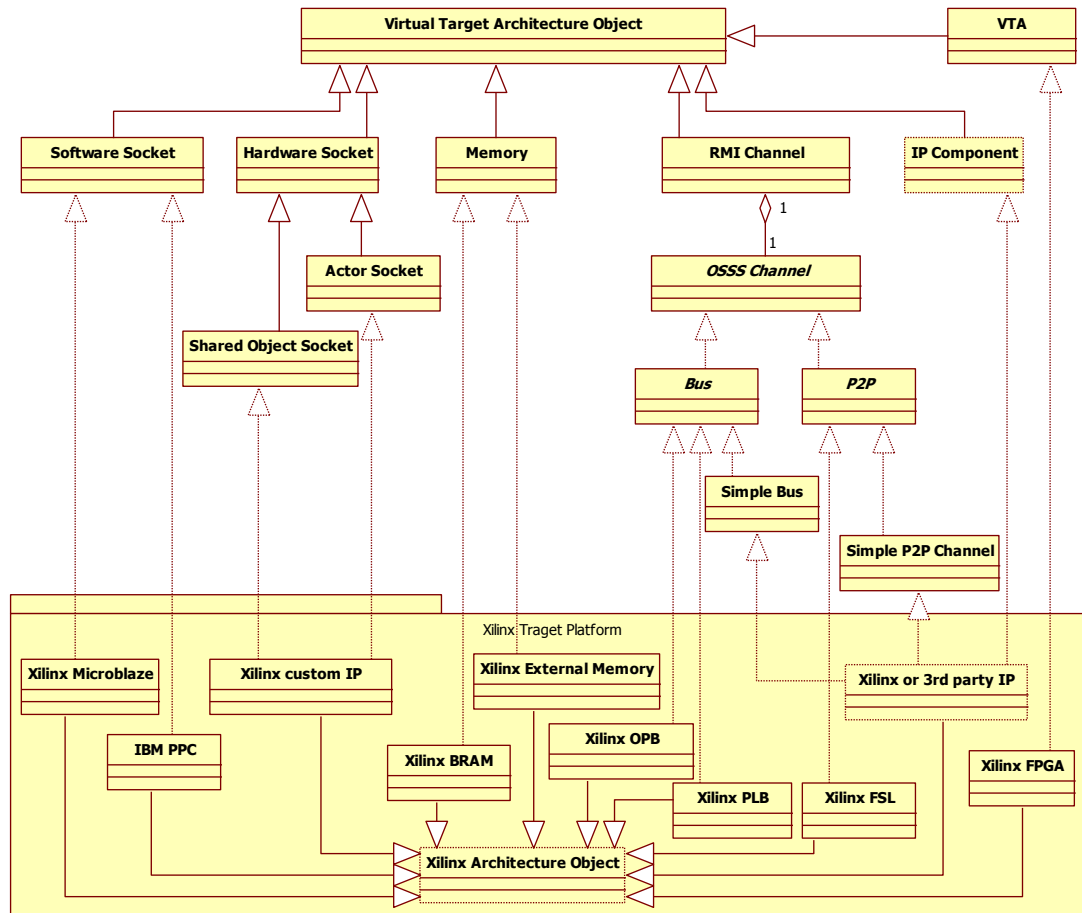 Virtual Target Architecture Object
VTA
Software Socket
Hardware Socket
Memory
RMI Channel
IP Component
1
1
Actor Socket
OSSS Channel
Shared Object Socket
Bus
P2P
Simple Bus
Simple P2P Channel
Xilinx Traget Platform
Xilinx Microblaze
Xilinx custom IP
Xilinx External Memory
Xilinx or 3rd party IP
IBM PPC
Xilinx BRAM
Xilinx OPB
Xilinx FPGA
Xilinx PLB
Xilinx FSL
Xilinx Architecture Object